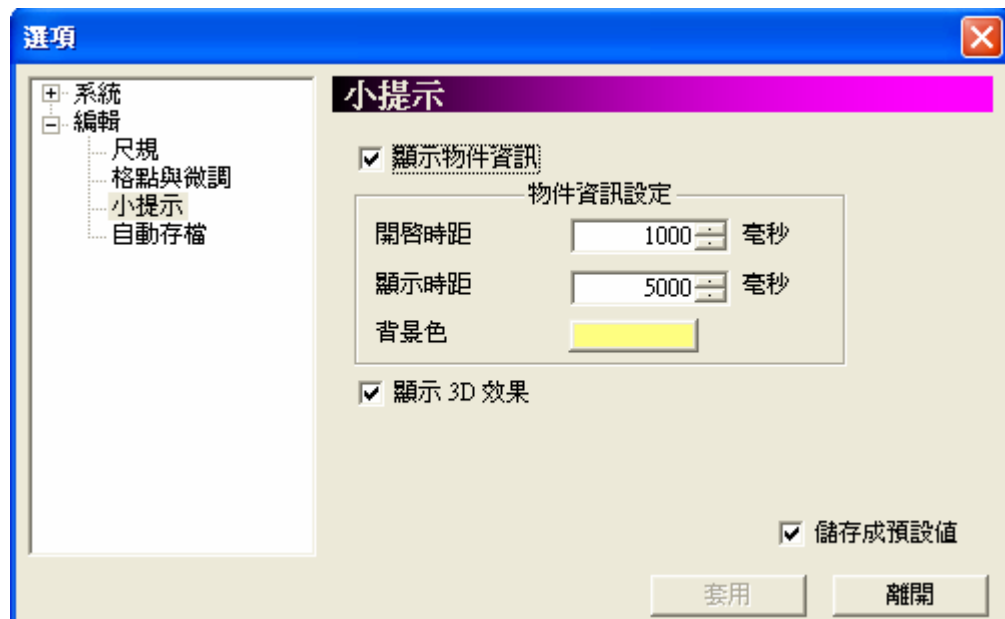 選項
系統
編輯
尺規
格點與微調
小提示
自動存檔
小提示
顯示物件資訊
物件資訊設定
開啓時距 1000 毫秒
顯示時距 5000 毫秒
背景色
顯示 3D 效果
儲存成預設值
套用 離開